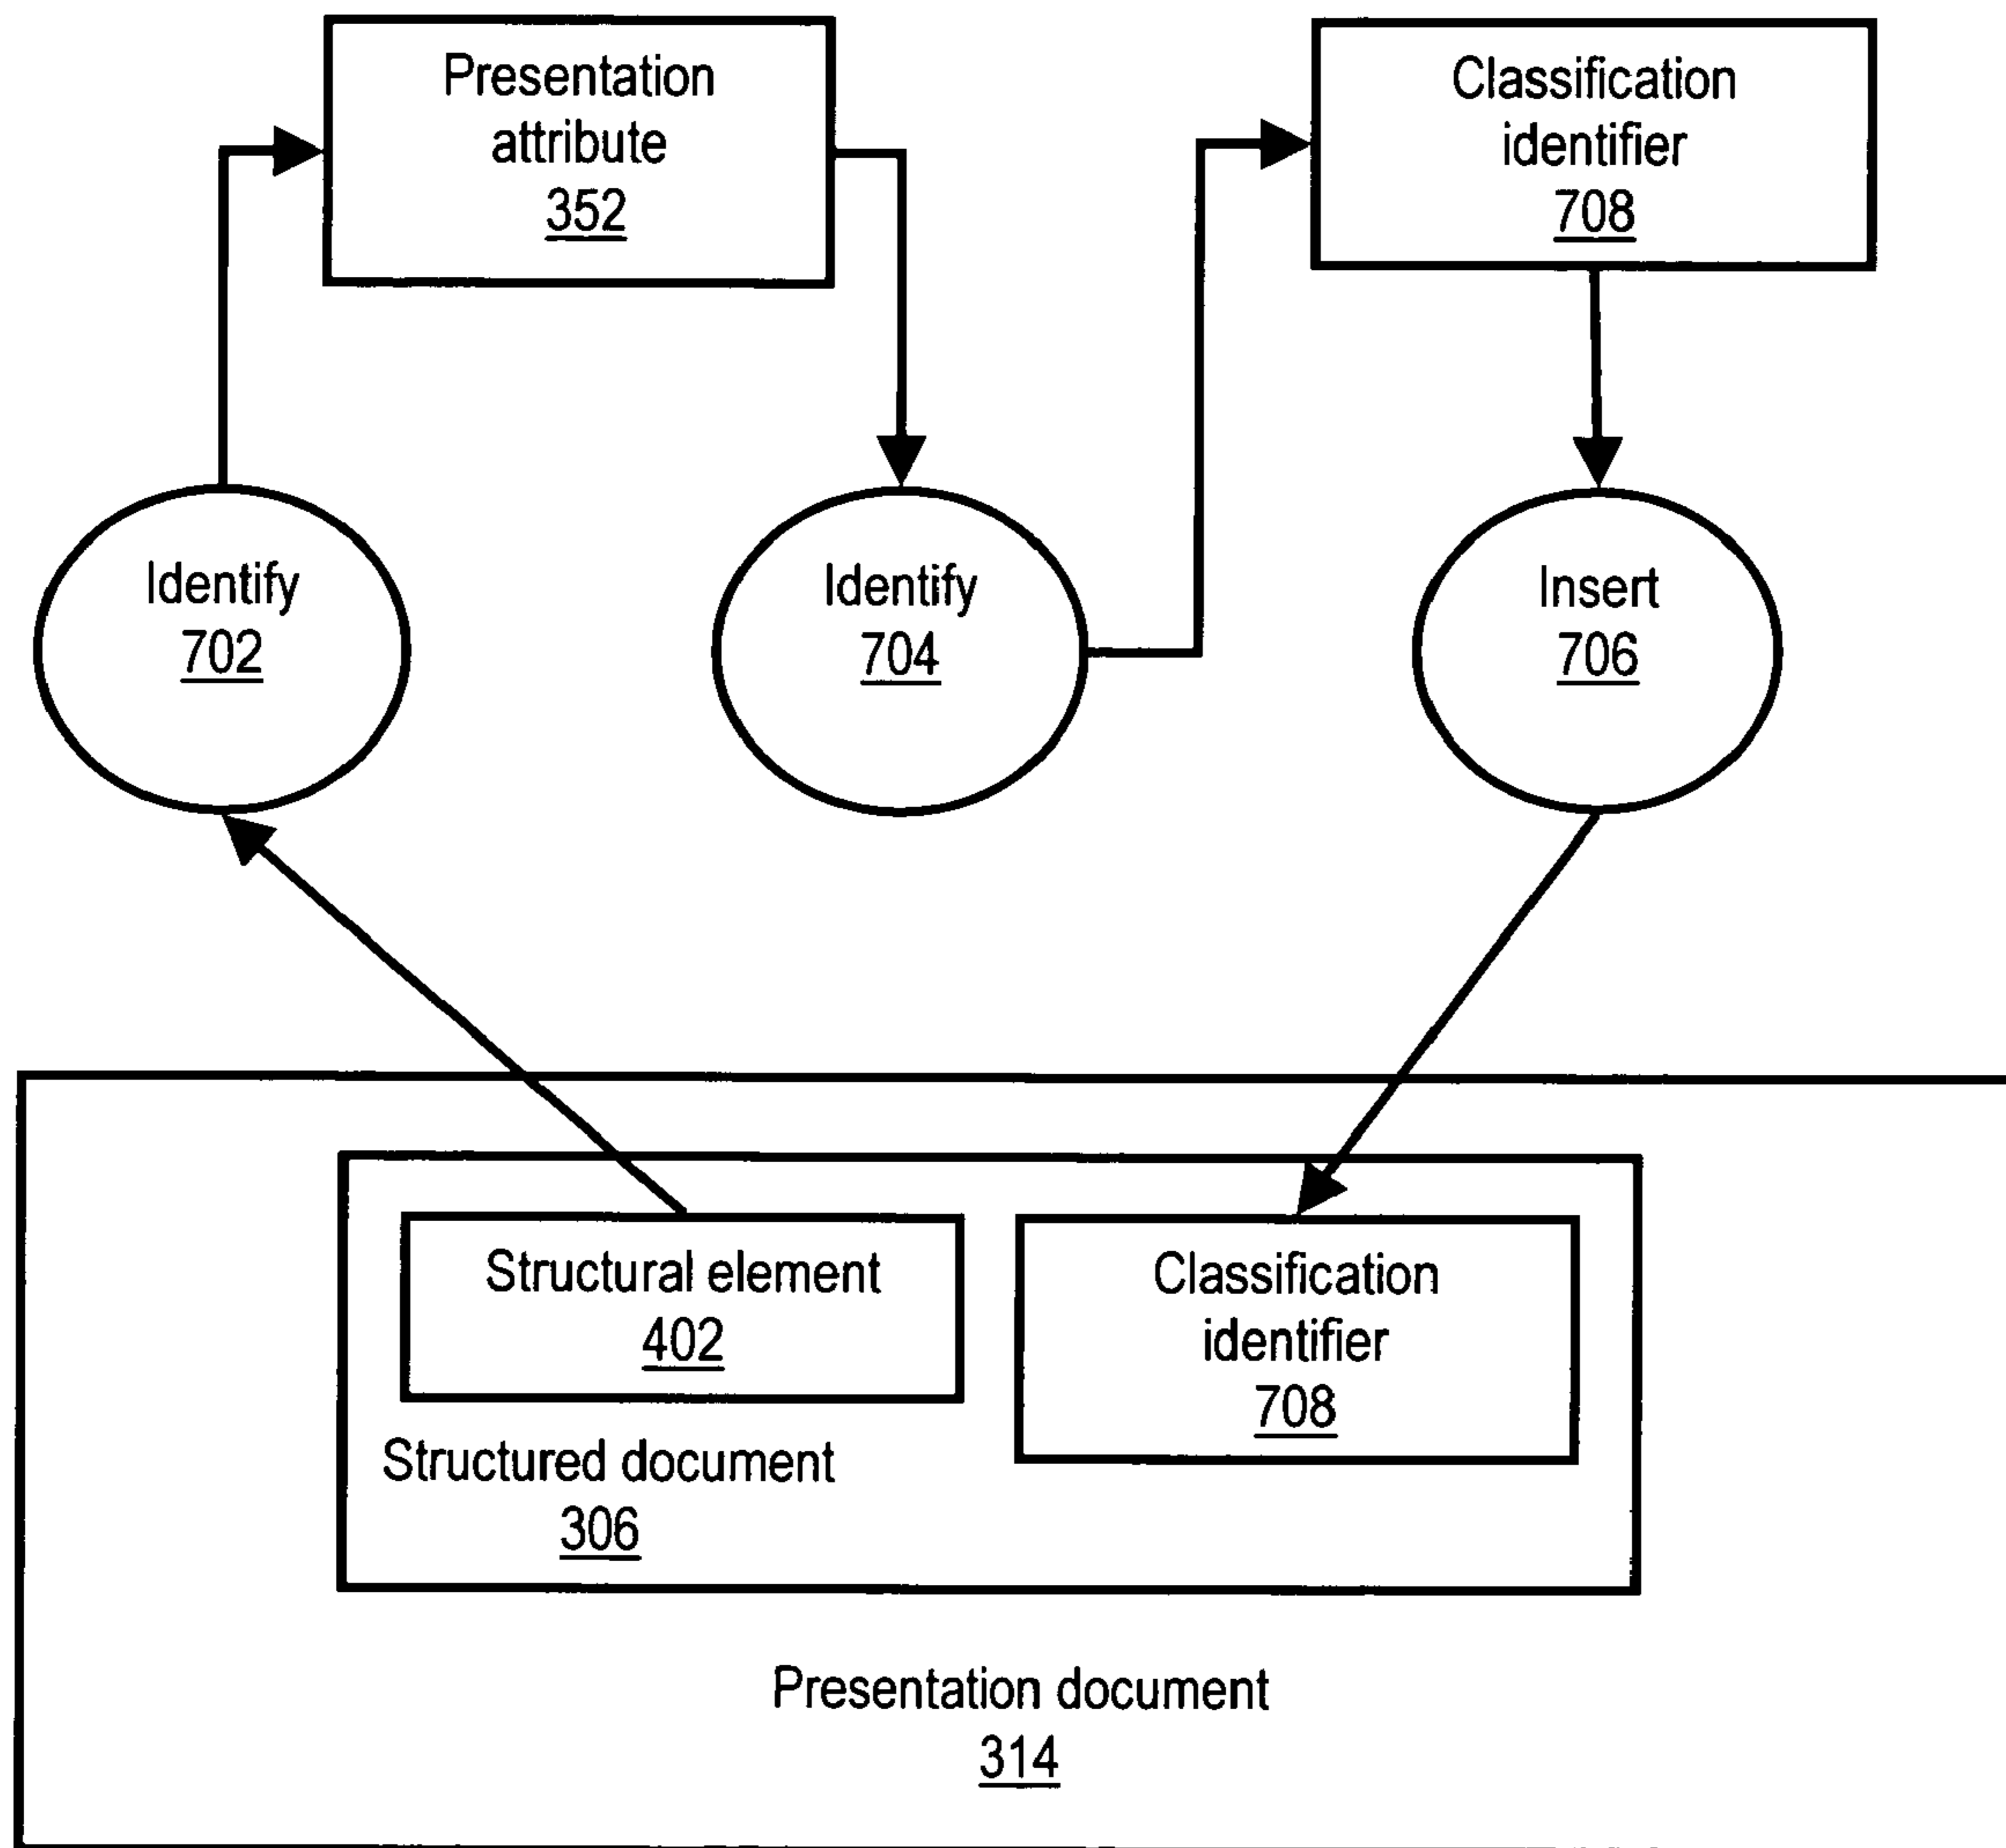 Presentation
attribute
352
Classification
identifier
708
Identify
702
Identify
704
Insert
706
Structural element
402
Classification
identifier
708
Structured document
306
Presentation document
314